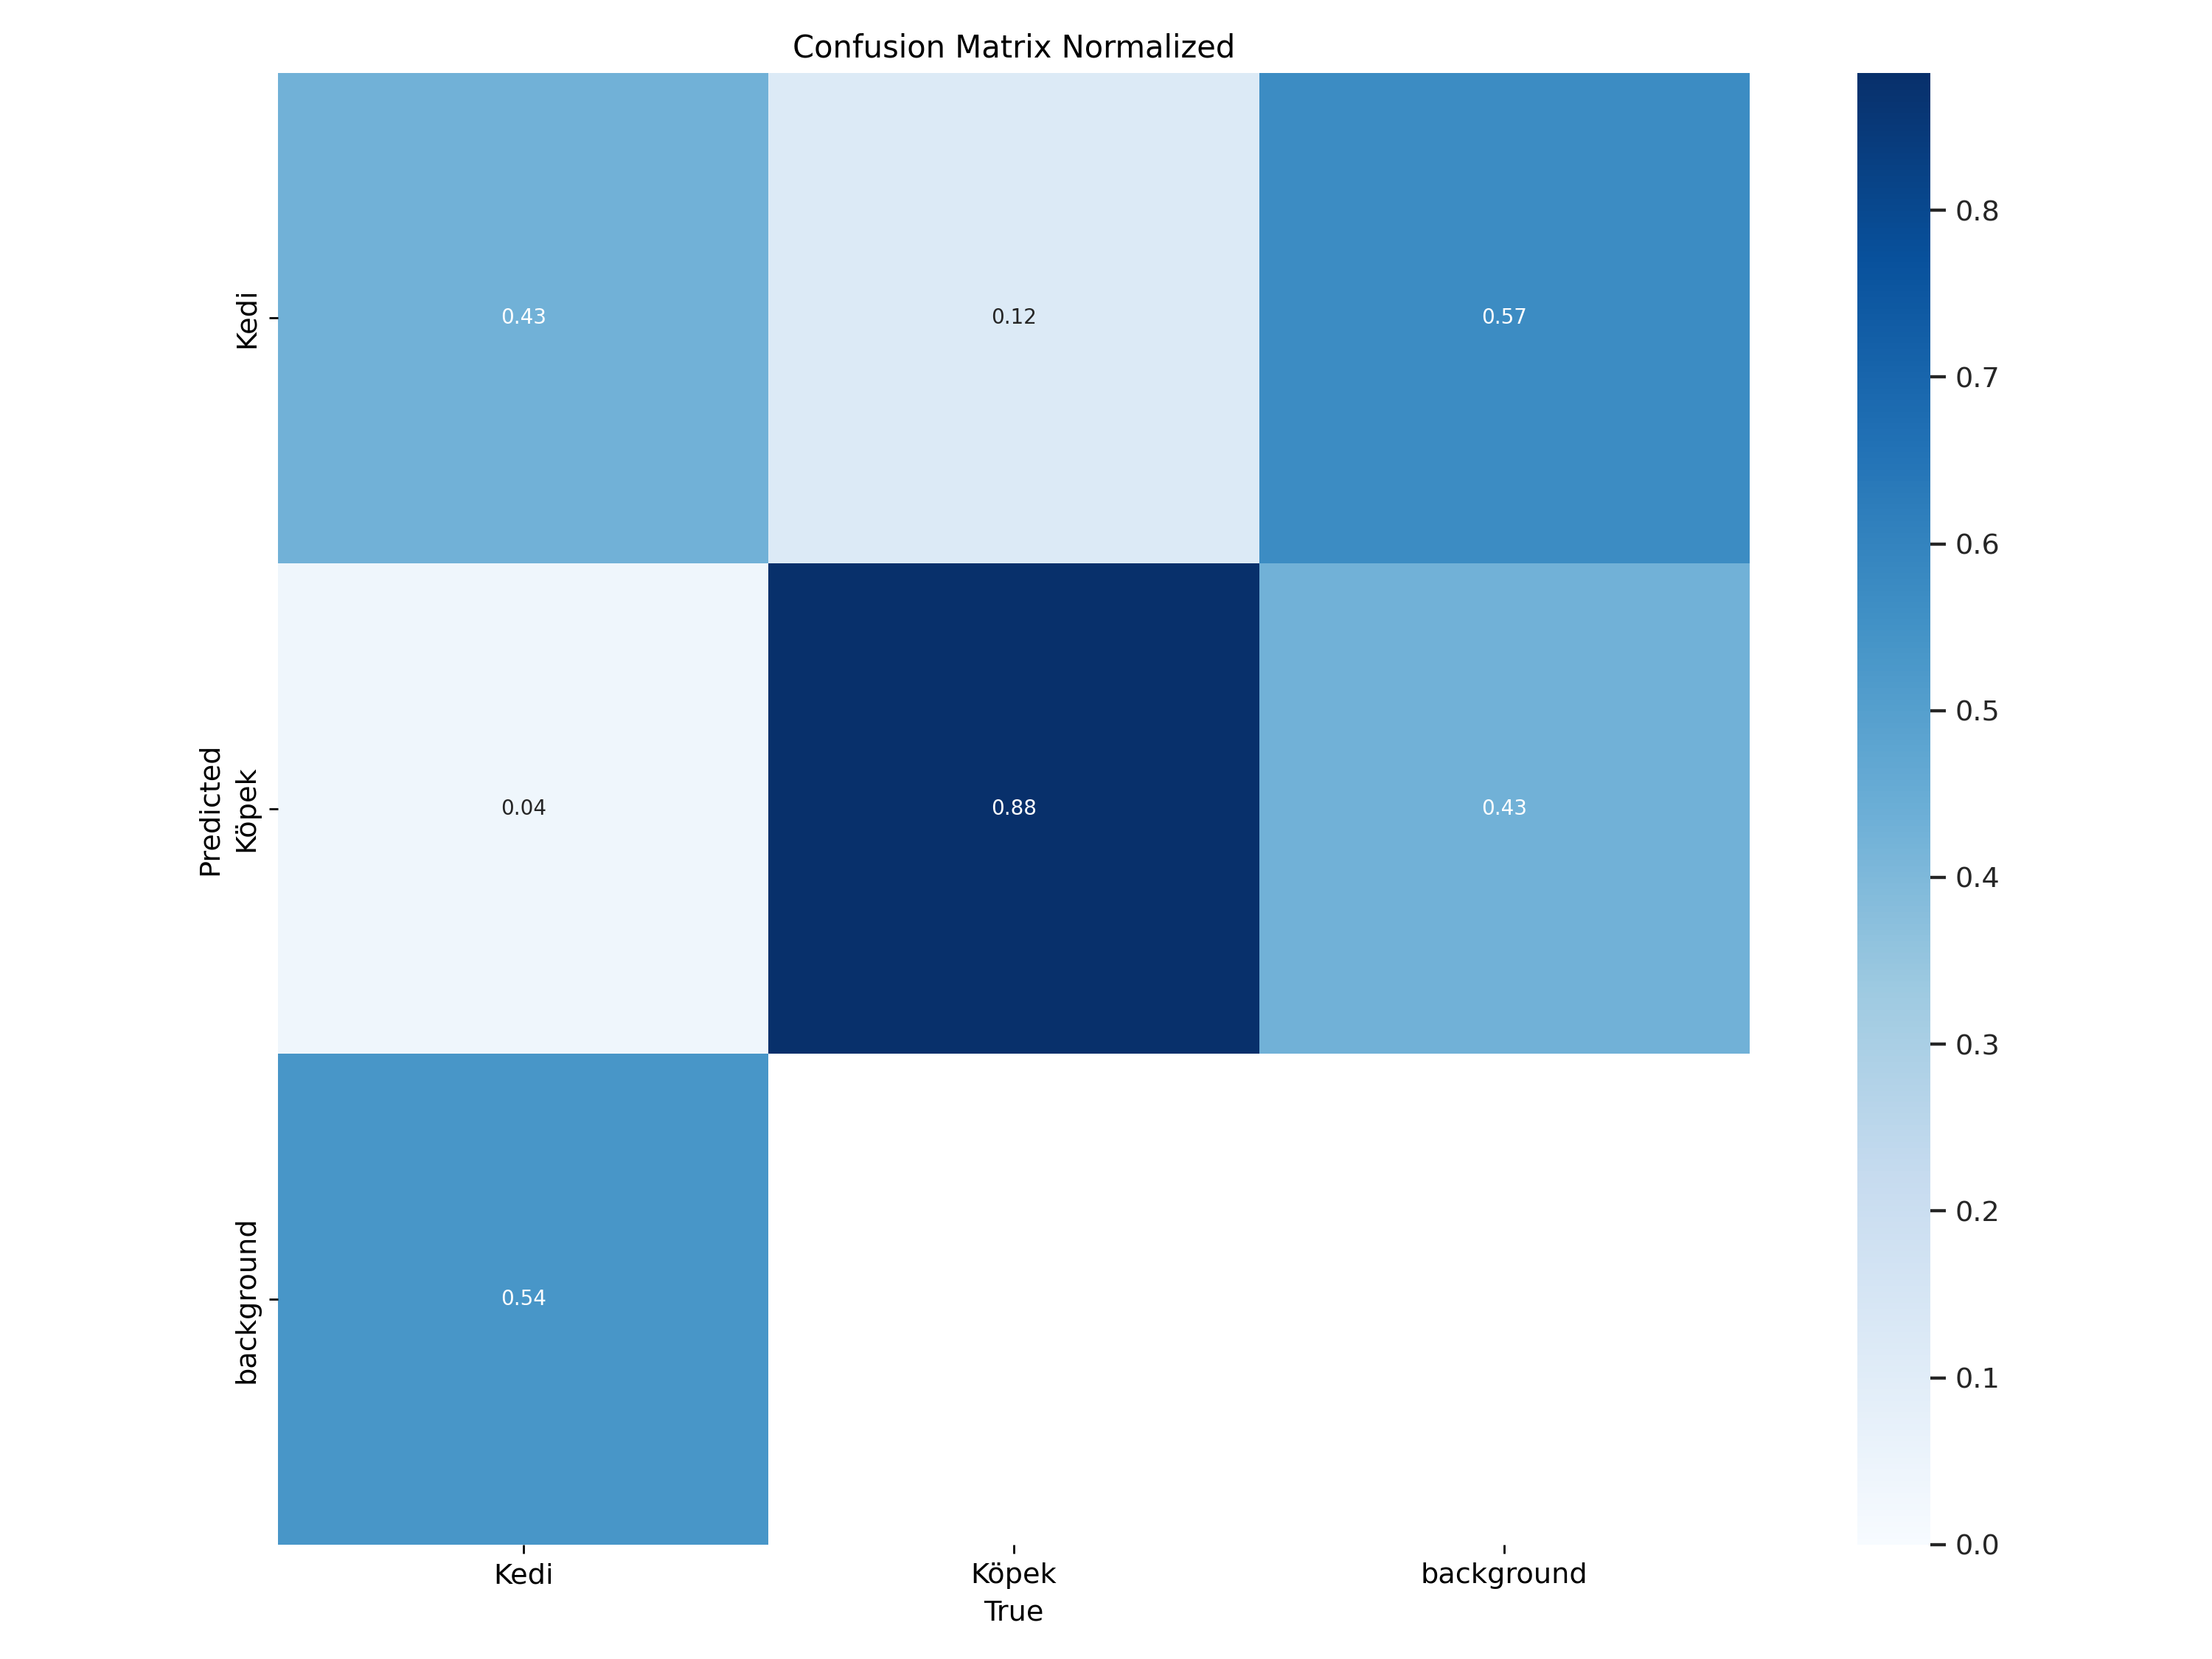 Confusion Matrix Normalized
Kedi
0.43
0.12
0.57
Predicted
Köpek
0.04
0.88
0.43
background
0.54
Kedi
Köpek
background
True
0.8
0.7
0.6
0.5
0.4
0.3
0.2
0.1
0.0